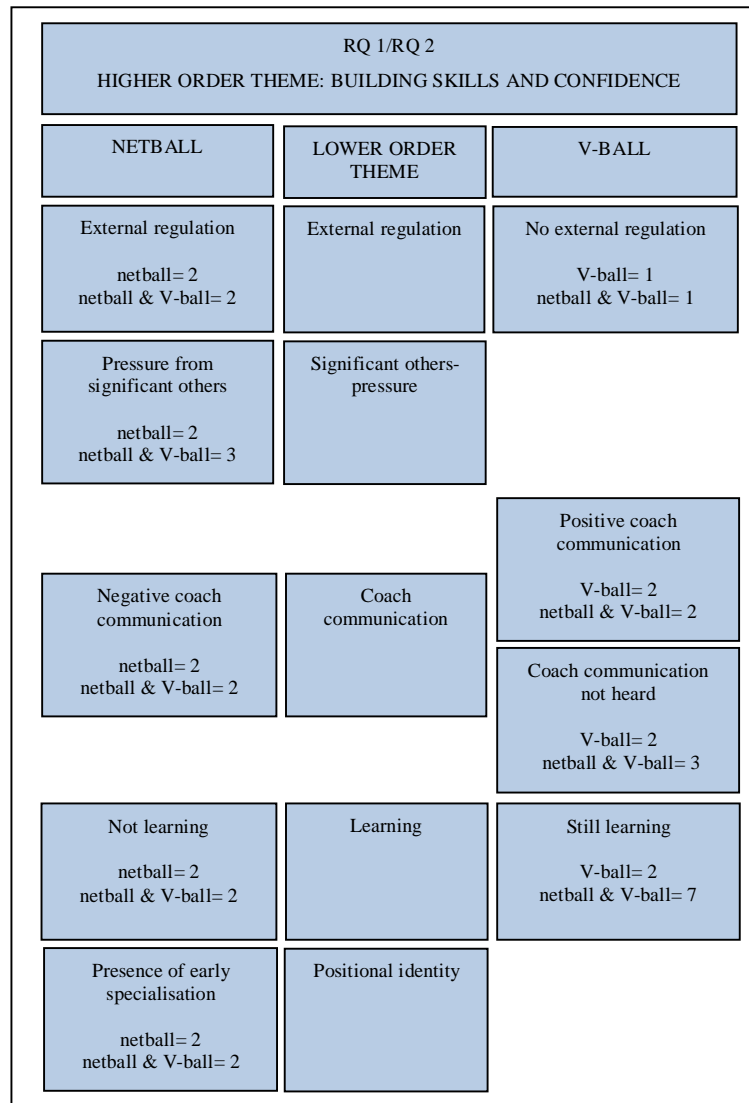 RQ 1/RQ 2
HIGHER ORDER THEME: BUILDING SKILLS AND CONFIDENCE
NETBALL
LOWER ORDER
THEME
V-BALL
External regulation
netball= 2
netball & V-ball= 2
External regulation
No external regulation
V-ball= 1
netball & V-ball= 1
Pressure from
significant others
netball= 2
netball & V-ball= 3
Significant others-
pressure
Positive coach
communication
V-ball= 2
netball & V-ball= 2
Negative coach
communication
netball= 2
netball & V-ball= 2
Coach
communication
Coach communication
not heard
V-ball= 2
netball & V-ball= 3
Not learning
netball= 2
netball & V-ball= 2
Learning
Still learning
V-ball= 2
netball & V-ball= 7
Presence of early
specialisation
netball= 2
netball & V-ball= 2
Positional identity